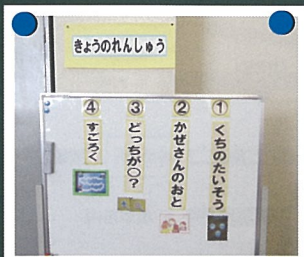 きょうのれんしゅう
① くちのたいそう
② かぜさんのおと
③ どっちが○？
④ すごろく